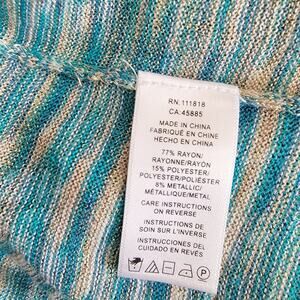 RN: 111818
CA: 45885
MADE IN CHINA
FABRIQUÉ EN CHINE
HECHO EN CHINA
77% RAYON/
RAYONNE/RAYÓN
15% POLYESTER/
POLYESTER/POLIÉSTER
8% METALLIC/
MÉTALLIQUE/METAL
CARE INSTRUCTIONS
ON REVERSE
INSTRUCTIONS DE
SOIN SUR L'INVERSE
INSTRUCCIONES DEL
CUIDADO EN REVÉS
P